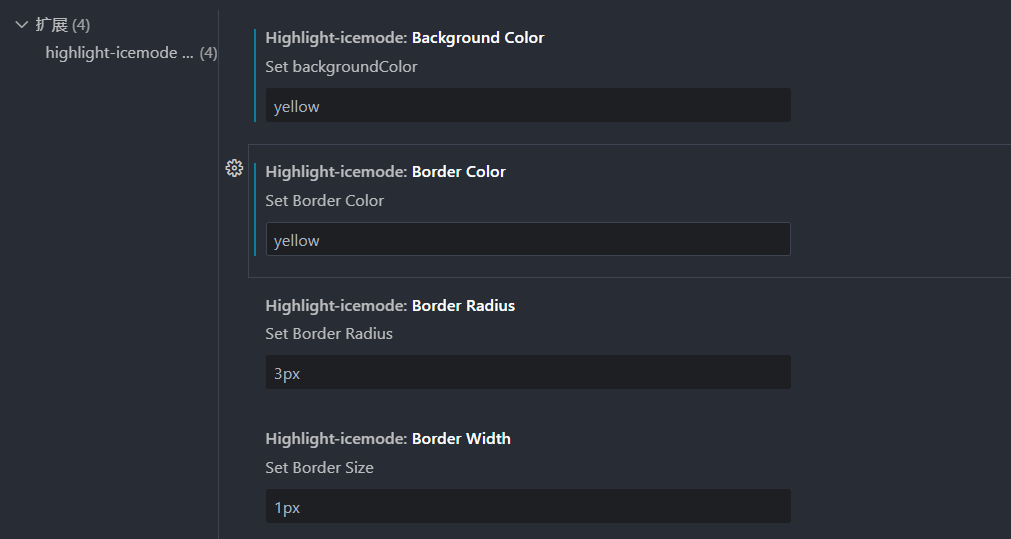 扩展 (4)
highlight-icemode ... (4)
Highlight-icemode: Background Color
Set backgroundColor
yellow
Highlight-icemode: Border Color
Set Border Color
yellow
Highlight-icemode: Border Radius
Set Border Radius
3px
Highlight-icemode: Border Width
Set Border Size
1px